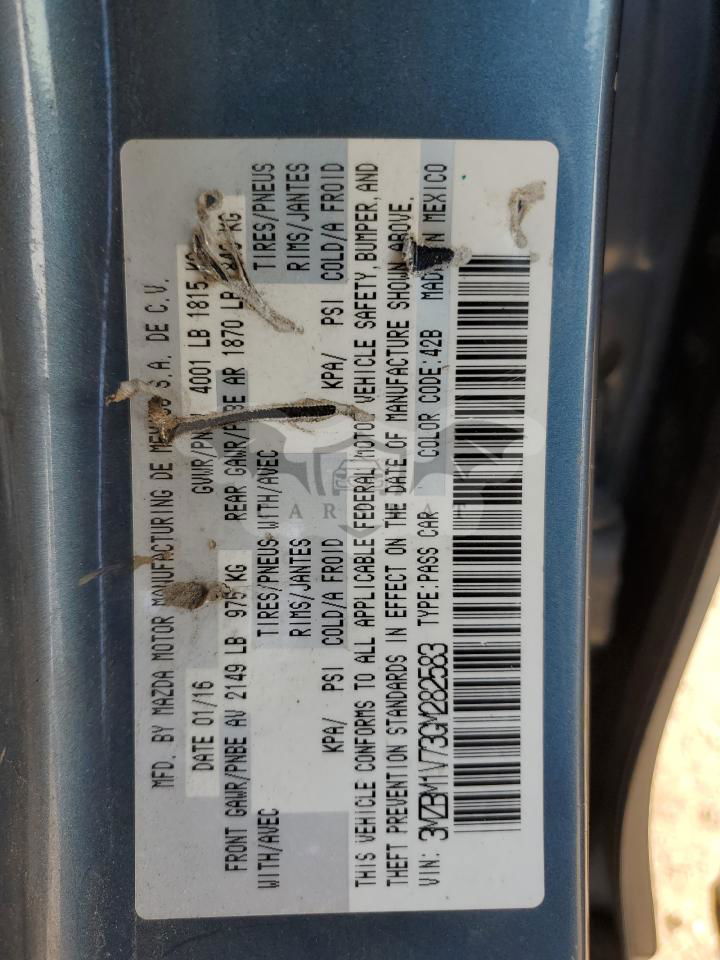 MFD. BY MAZDA MOTOR MANUFACTURING DE S.A. DE C.V.
DATE 01/16 GVWR/PNBV 4001 LB 1815 KG
FRONT GAWR/PNBE AV 2149 LB 975 KG REAR GAWR/PNBE AR 1870 LB KG
WITH/AVEC TIRES/PNEUS WITH/AVEC TIRES/PNEUS
RIMS/JANTES RIMS/JANTES
KPA/ PSI COLD/A FROID KPA/ PSI COLD/A FROID
THIS VEHICLE CONFORMS TO ALL APPLICABLE FEDERAL MOTOR VEHICLE SAFETY, BUMPER, AND
THEFT PREVENTION STANDARDS IN EFFECT ON THE DATE OF MANUFACTURE SHOWN ABOVE.
VIN: 3MZBM1V73GM282583 TYPE:PASS CAR COLOR CODE:42B MADE IN MEXICO